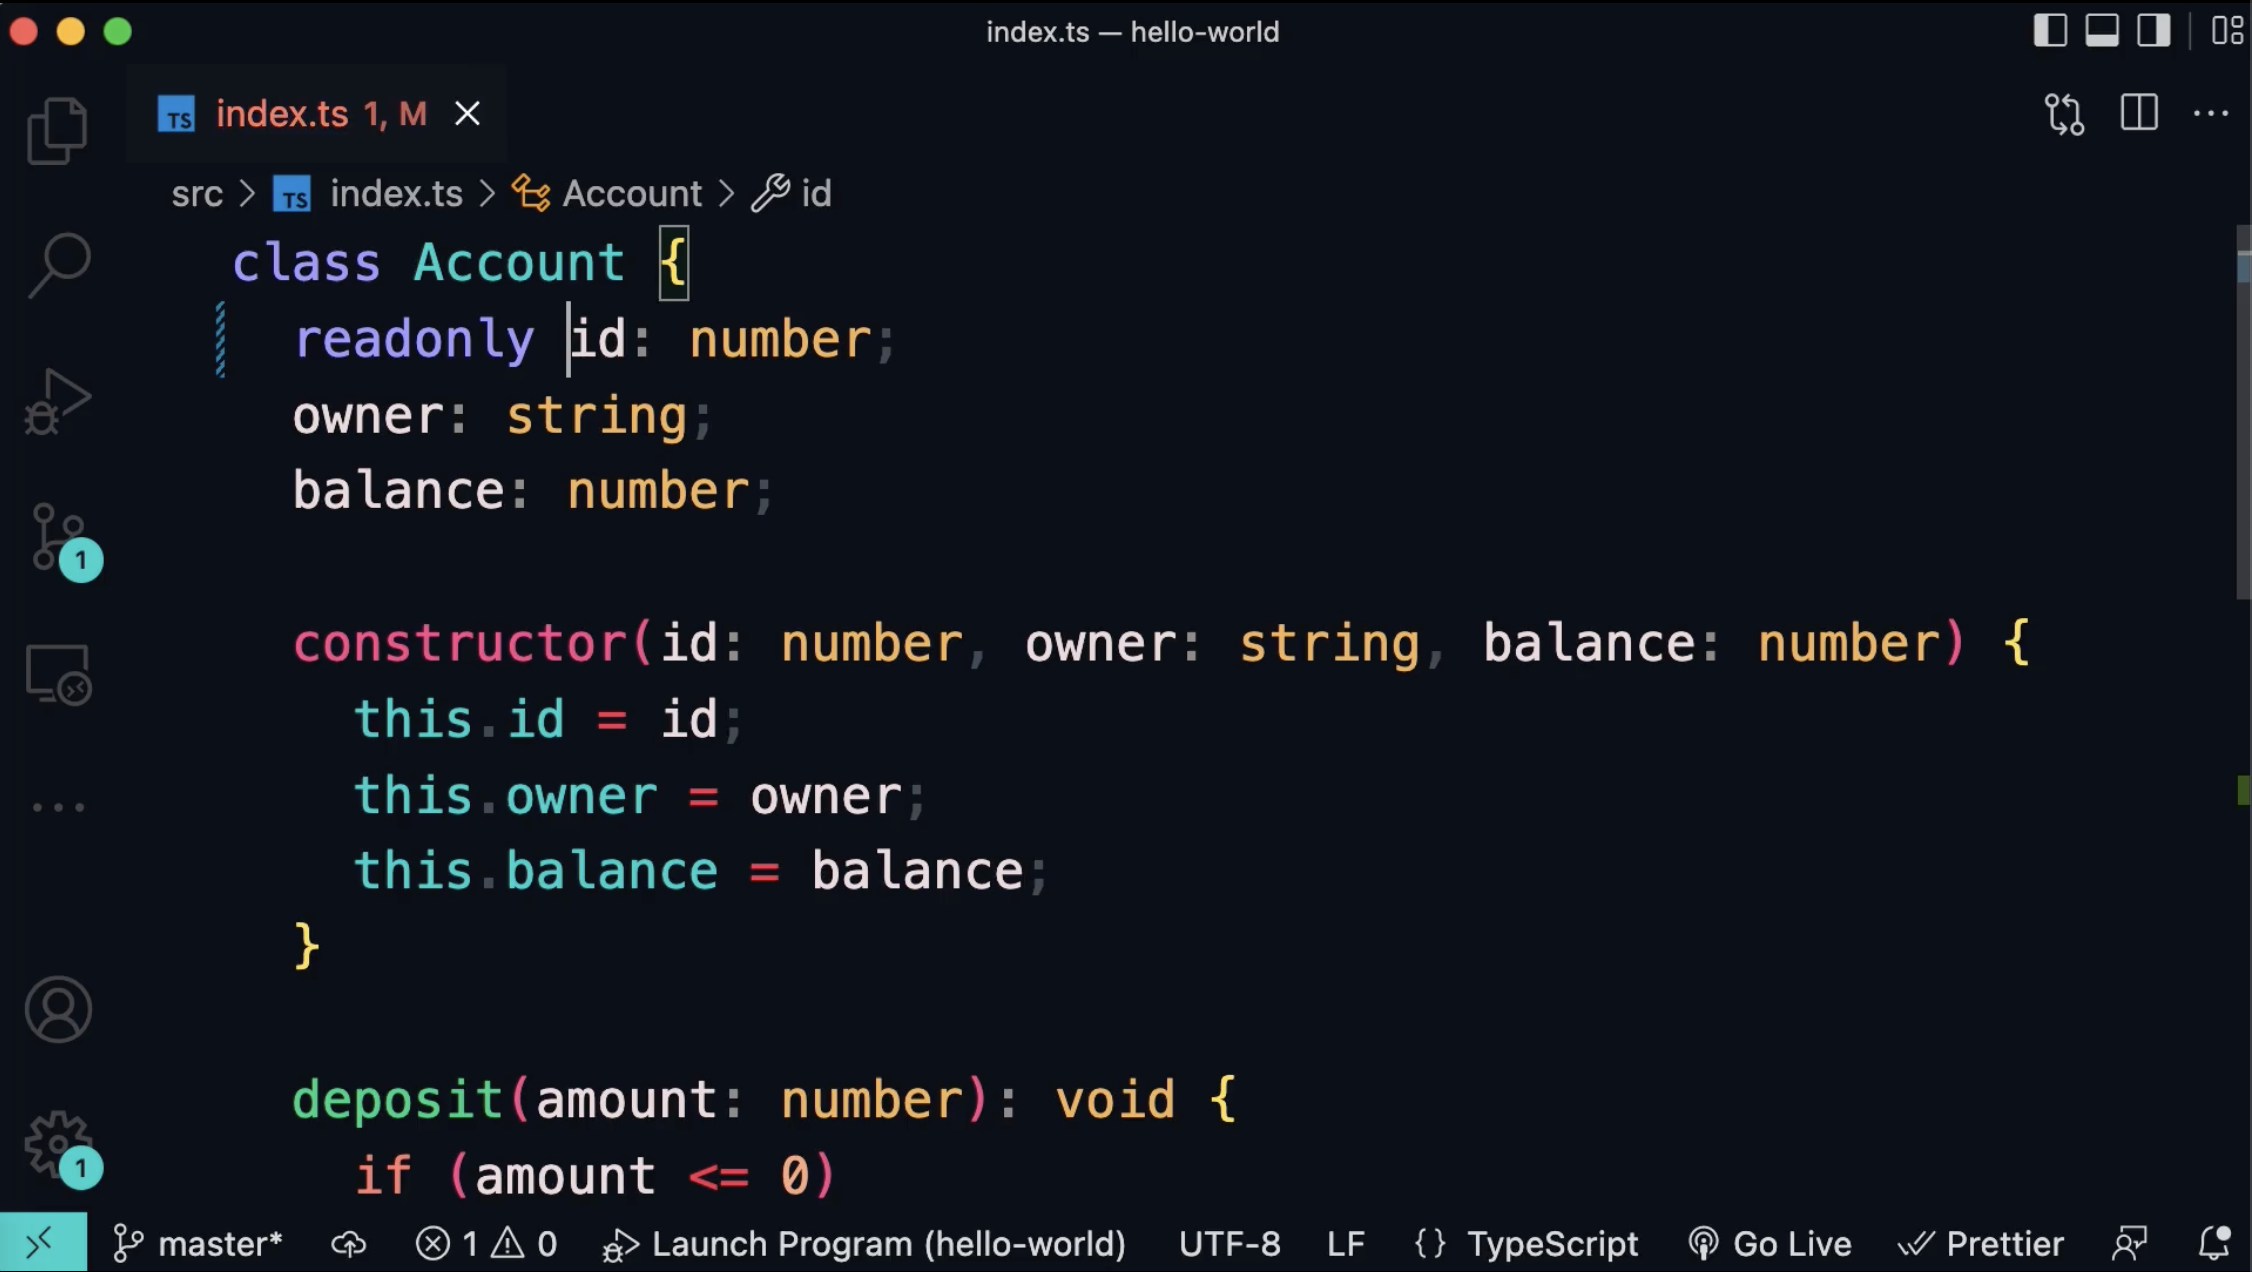 index.ts — hello-world
TS index.ts 1, M
src > TS index.ts > Account > id
class Account {
readonly id: number;
owner: string;
balance: number;
constructor(id: number, owner: string, balance: number) {
this.id = id;
this.owner = owner;
this.balance = balance;
}
deposit(amount: number): void {
if (amount <= 0)
1
1
master* 1 0 Launch Program (hello-world) UTF-8 LF {} TypeScript Go Live Prettier